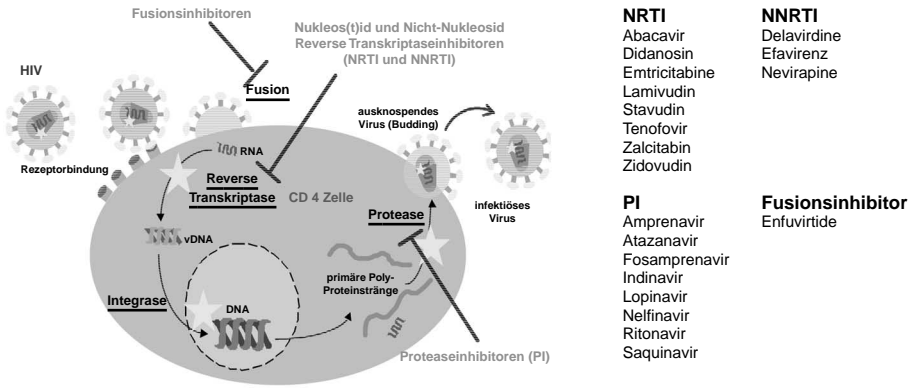 Fusionsinhibitoren
Nukleos(t)id und Nicht-Nukleosid
Reverse Transkriptaseinhibitoren
(NRTI und NNRTI)
HIV
Fusion
ausknospendes
Virus (Budding)
Rezeptorbindung
RNA
Reverse
Transkriptase
CD 4 Zelle
Protease
infektiöses
Virus
vDNA
primäre Poly-
Proteinstränge
Integrase
DNA
Proteaseinhibitoren (PI)
NRTI
Abacavir
Didanosin
Emtricitabine
Lamivudin
Stavudin
Tenofovir
Zalcitabin
Zidovudin
NNRTI
Delavirdine
Efavirenz
Nevirapine
PI
Amprenavir
Atazanavir
Fosamprenavir
Indinavir
Lopinavir
Nelfinavir
Ritonavir
Saquinavir
Fusionsinhibitor
Enfuvirtide